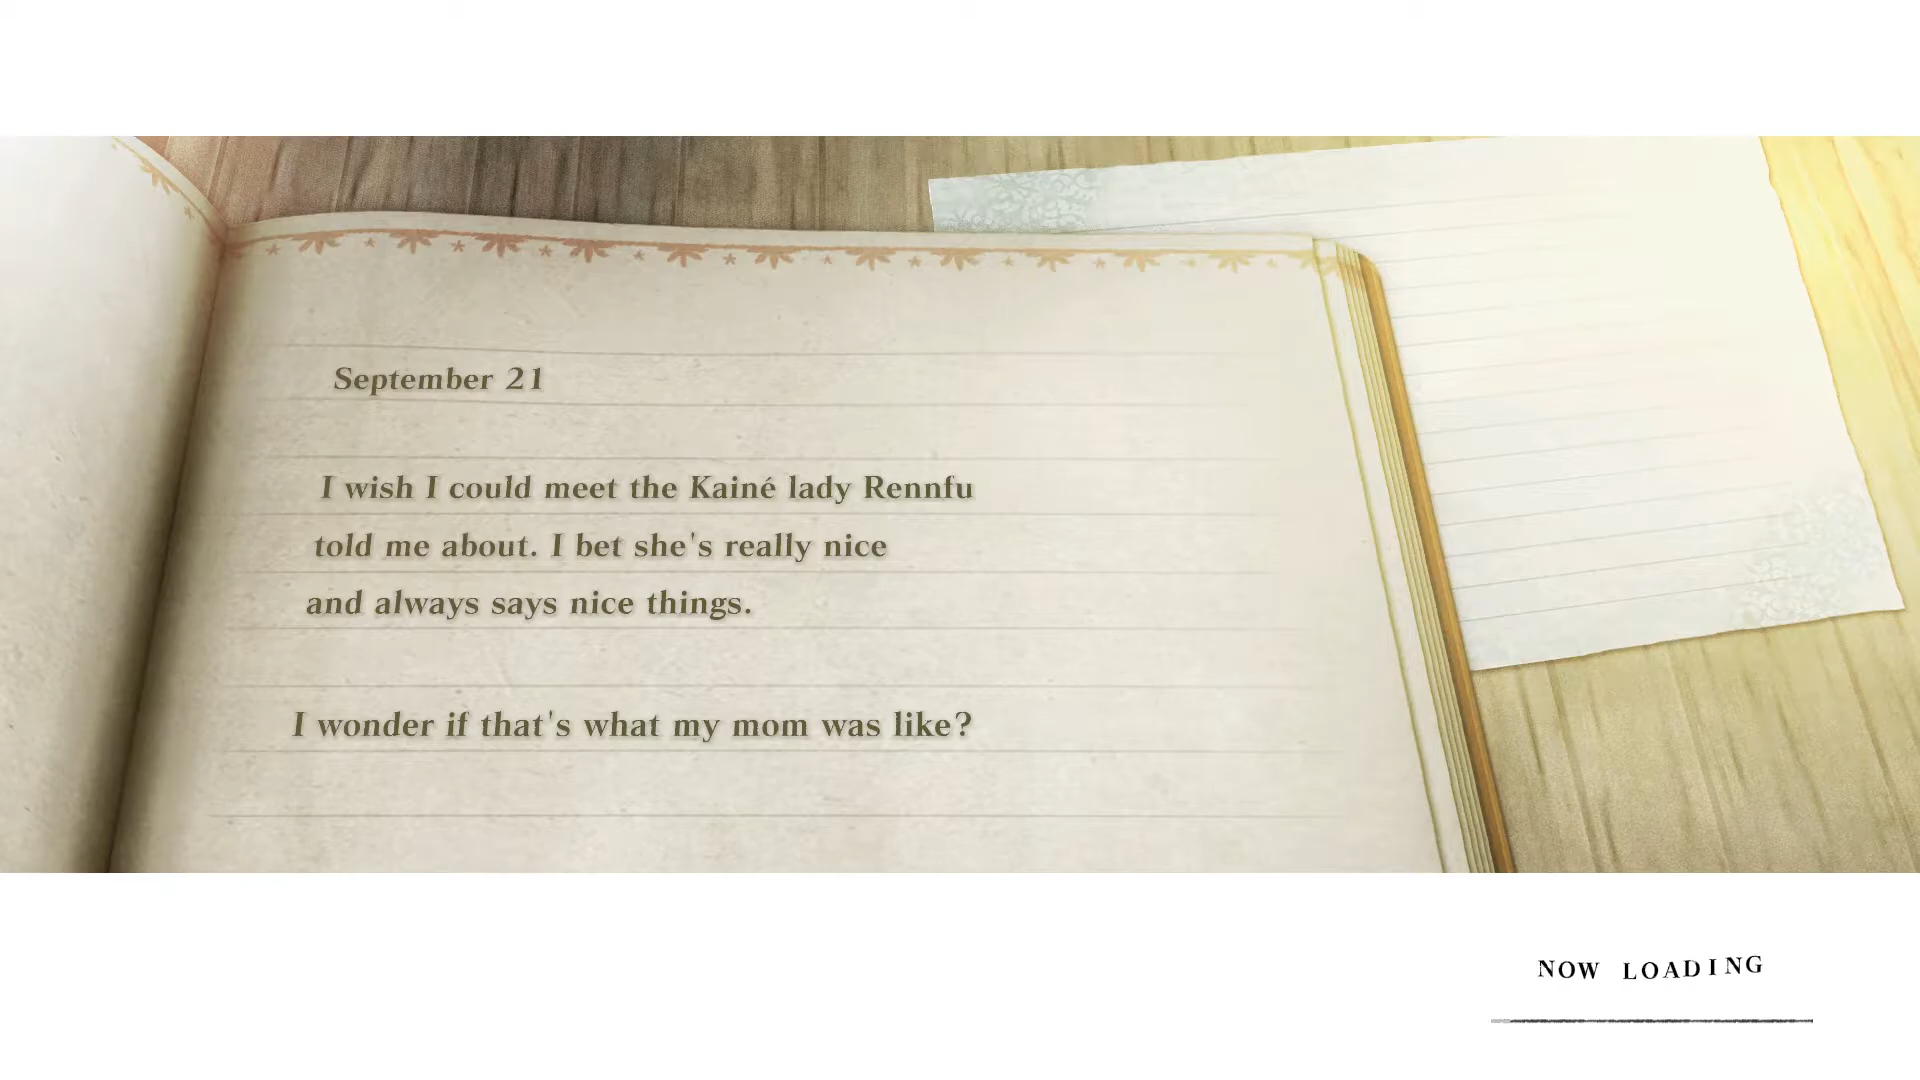 September 21
I wish I could meet the Kainé lady Rennfu
told me about. I bet she's really nice
and always says nice things.
I wonder if that's what my mom was like?
NOW LOADING